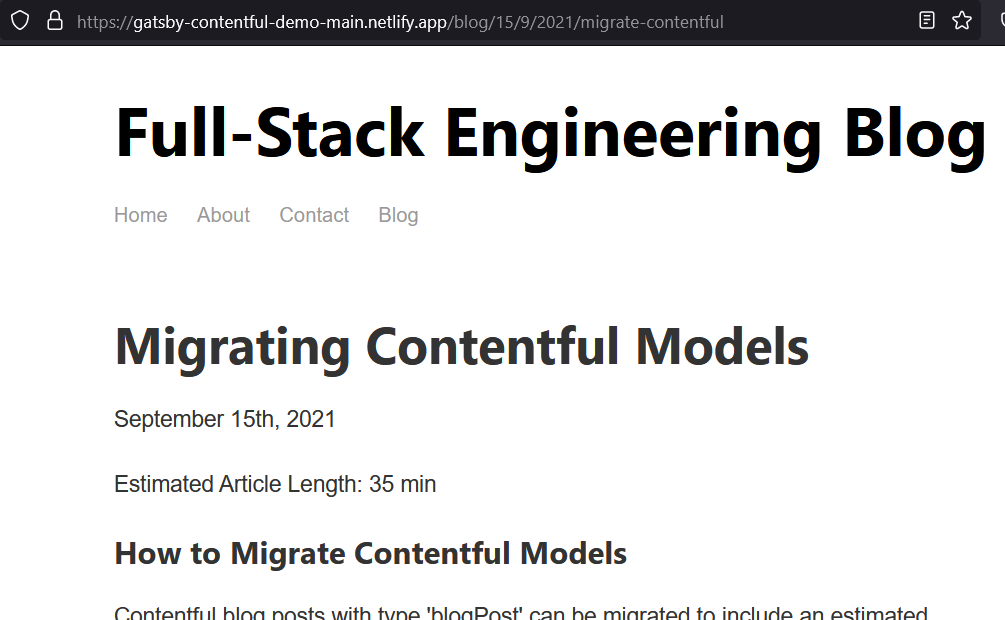 https://gatsby-contentful-demo-main.netlify.app/blog/15/9/2021/migrate-contentful
Full-Stack Engineering Blog
Home About Contact Blog
Migrating Contentful Models
September 15th, 2021
Estimated Article Length: 35 min
How to Migrate Contentful Models
Contentful blog posts with type 'blogPost' can be migrated to include an estimated